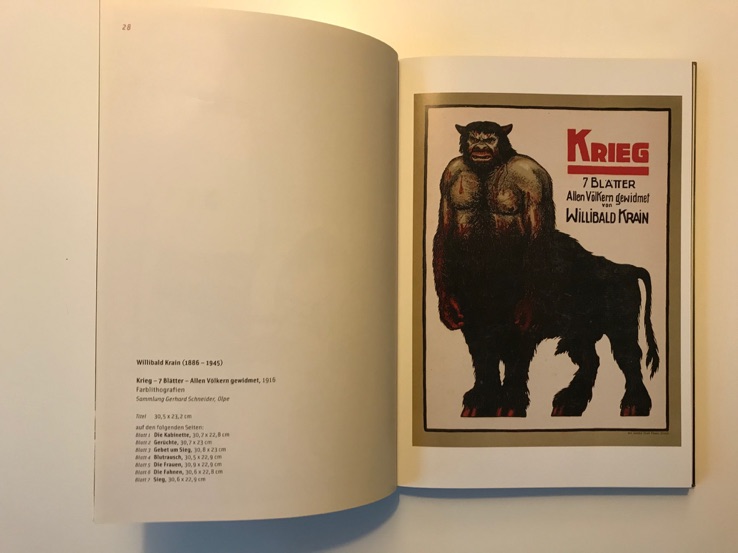 28
Willibald Krain (1886 – 1945)
Krieg – 7 Blätter – Allen Völkern gewidmet, 1916
Farblithografien
Sammlung Gerhard Schneider, Olpe
Titel 30,5 x 23,2 cm
auf den folgenden Seiten:
Blatt 1 Die Kabinette, 30,7 x 22,8 cm
Blatt 2 Gerüchte, 30,7 x 23 cm
Blatt 3 Gebet um Sieg, 30,8 x 23 cm
Blatt 4 Blutrausch, 30,5 x 22,9 cm
Blatt 5 Die Frauen, 30,9 x 22,9 cm
Blatt 6 Die Fahnen, 30,6 x 22,8 cm
Blatt 7 Sieg, 30,6 x 22,9 cm
KRIEG
7 BLÄTTER
Allen Völkern gewidmet
von
WILLIBALD KRAIN